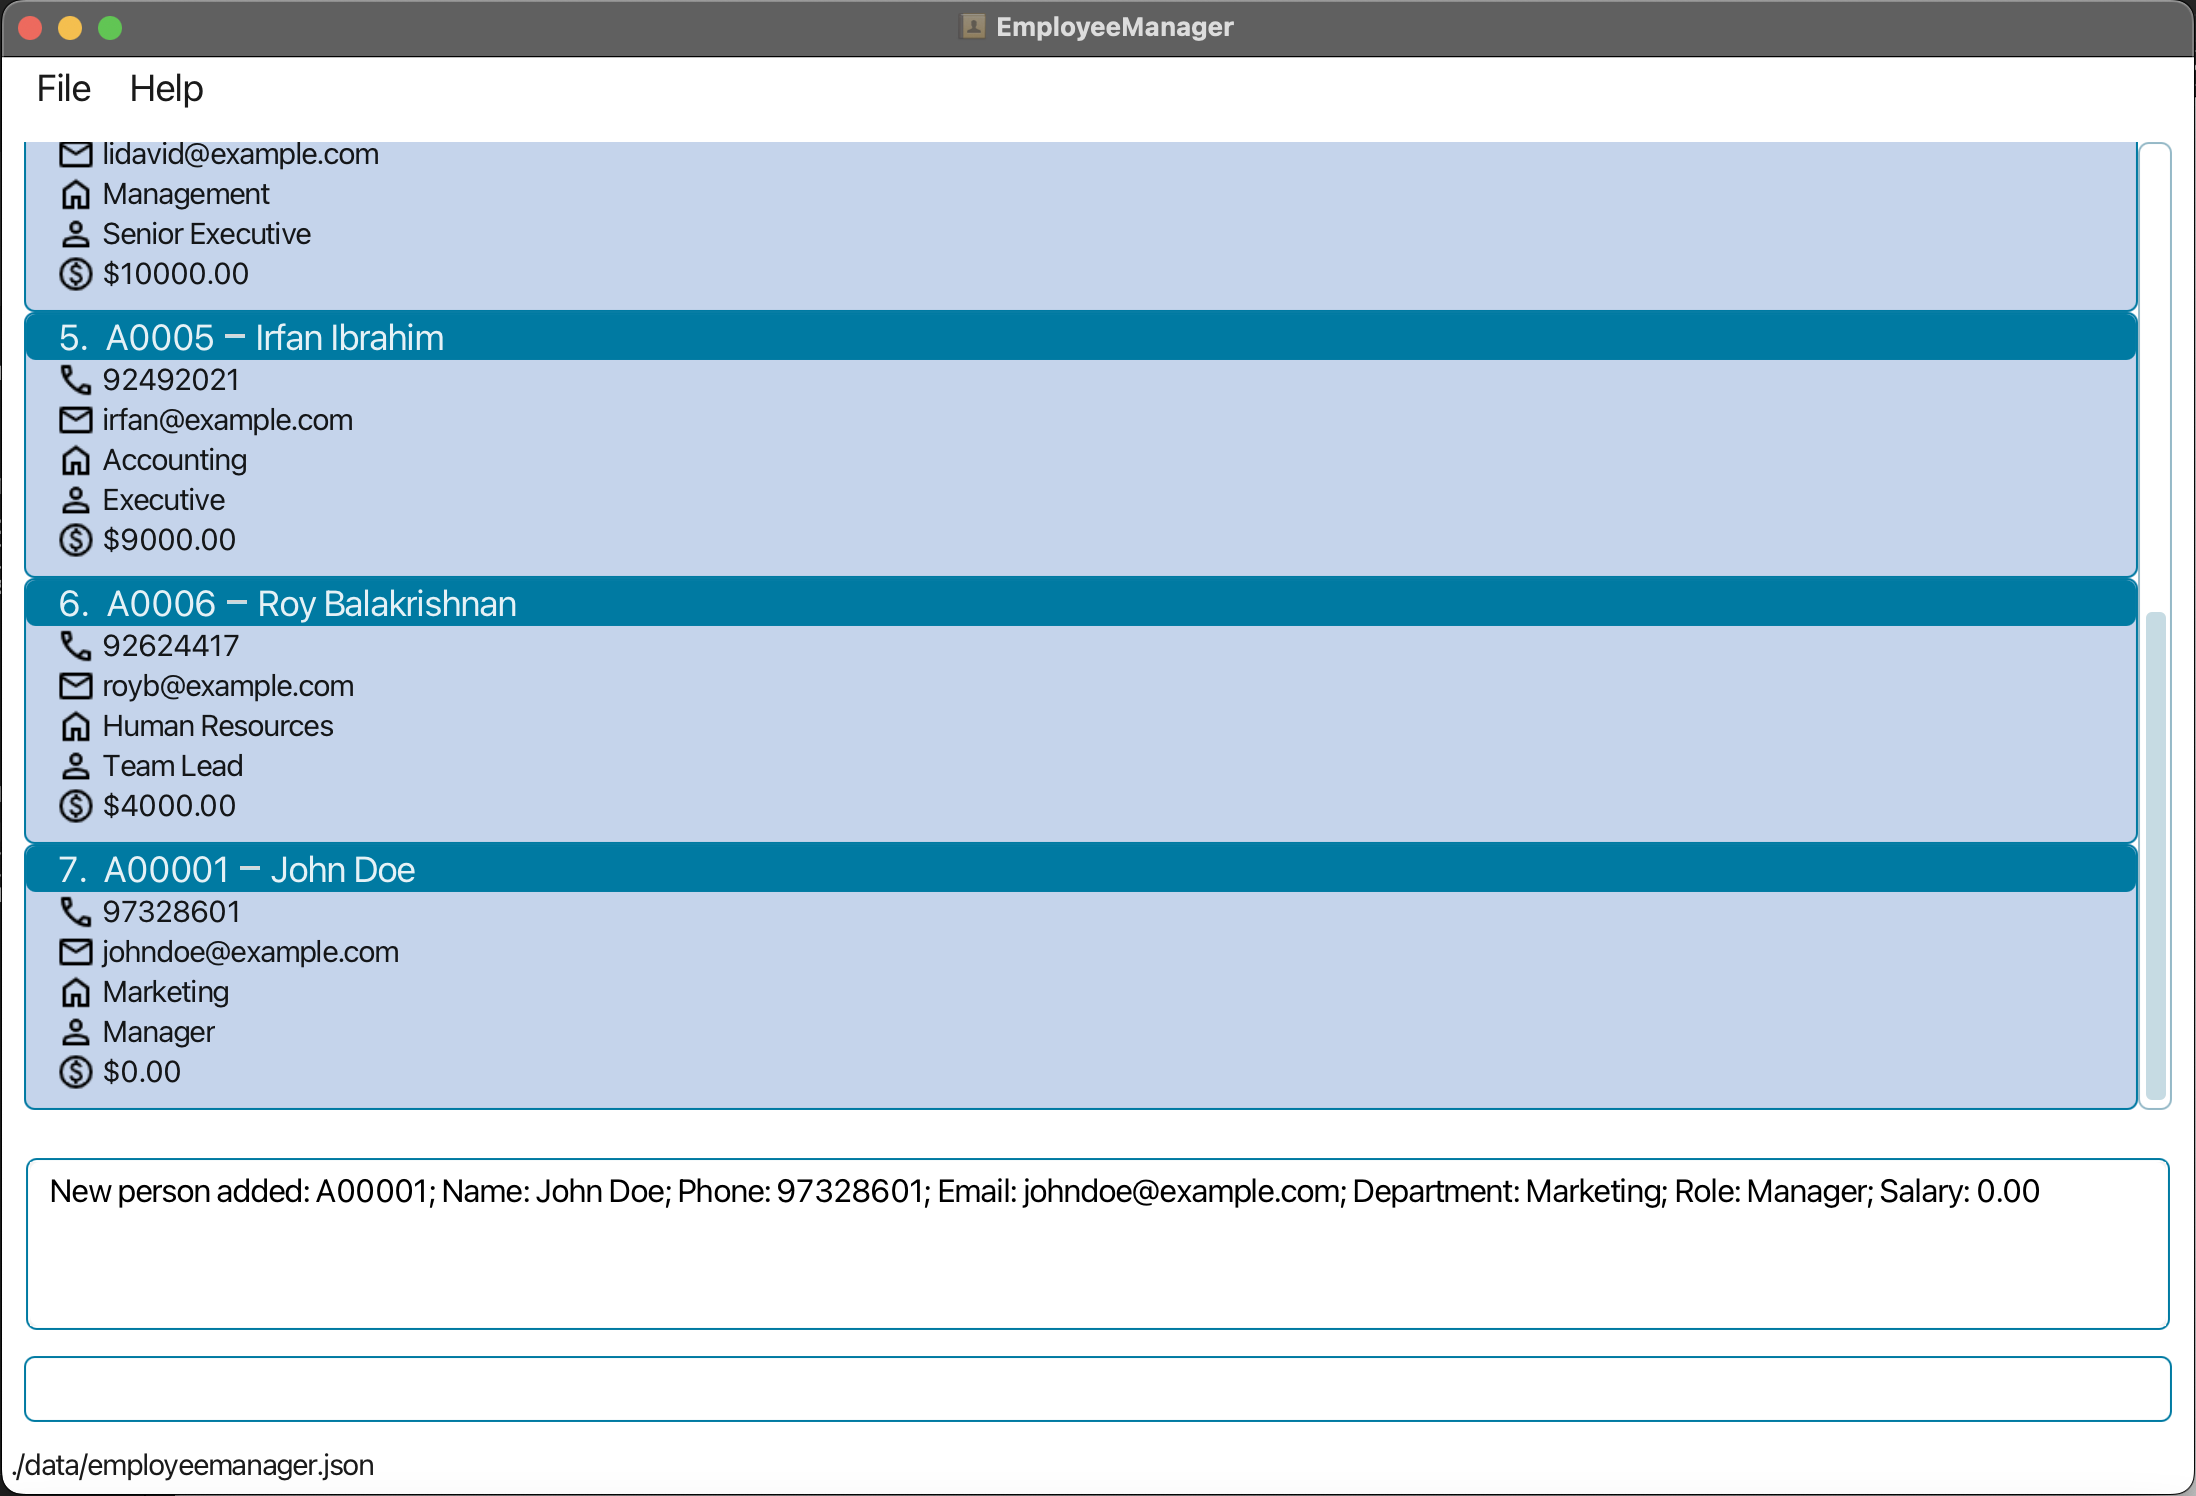 EmployeeManager
File Help
lidavid@example.com
Management
Senior Executive
$10000.00
5. A0005 – Irfan Ibrahim
92492021
irfan@example.com
Accounting
Executive
$9000.00
6. A0006 – Roy Balakrishnan
92624417
royb@example.com
Human Resources
Team Lead
$4000.00
7. A00001 – John Doe
97328601
johndoe@example.com
Marketing
Manager
$0.00
New person added: A00001; Name: John Doe; Phone: 97328601; Email: johndoe@example.com; Department: Marketing; Role: Manager; Salary: 0.00
./data/employeemanager.json